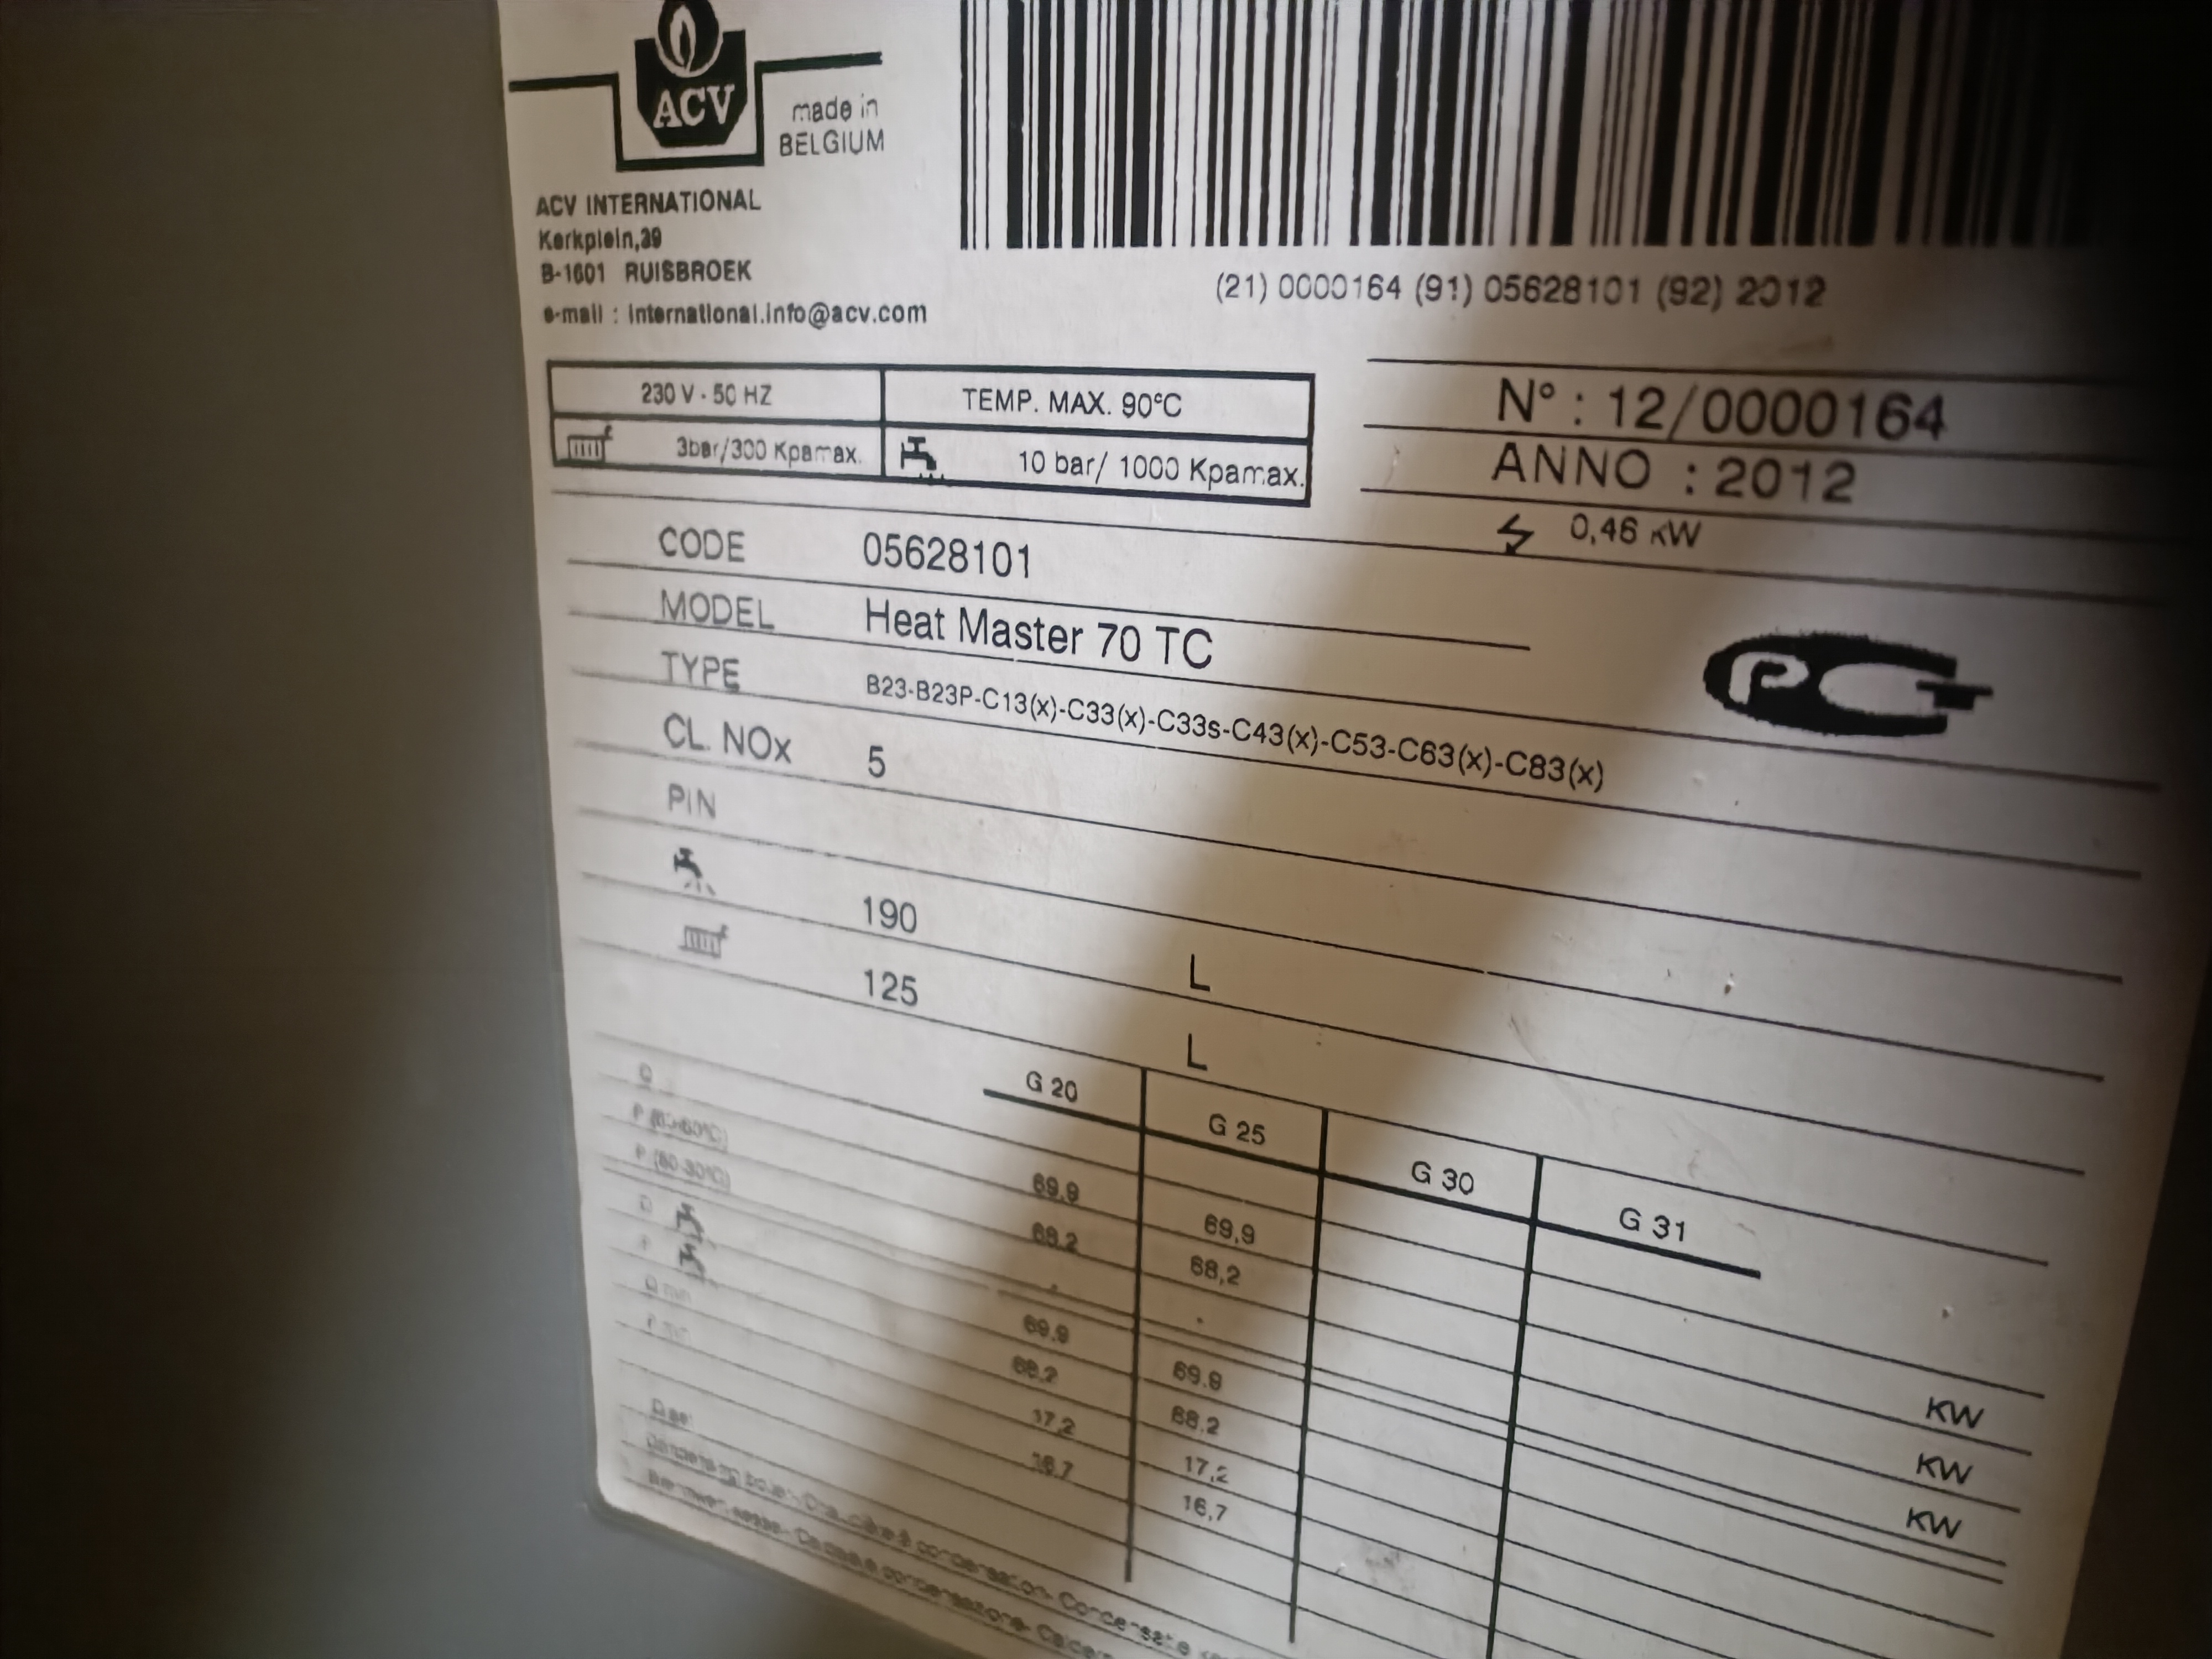 ACV
made in
BELGIUM
ACV INTERNATIONAL
Kerkplein,39
B-1601 RUISBROEK
e-mail : international.info@acv.com
(21) 0000164 (91) 05628101 (92) 2012
230 V - 50 HZ
TEMP. MAX. 90°C
3bar/300 Kpamax.
10 bar/ 1000 Kpamax.
N° : 12/0000164
ANNO : 2012
0,46 KW
CODE 05628101
MODEL Heat Master 70 TC
TYPE B23-B23P-C13(x)-C33(x)-C33s-C43(x)-C53-C63(x)-C83(x)
CL. NOx 5
PIN
190 L
125 L
G 20 G 25 G 30 G 31
Q 69,9 69,9 KW
68,2 68,2 KW
KW
69,9 69,9
68,2 68,2
17,2 17,2
16,7 16,7